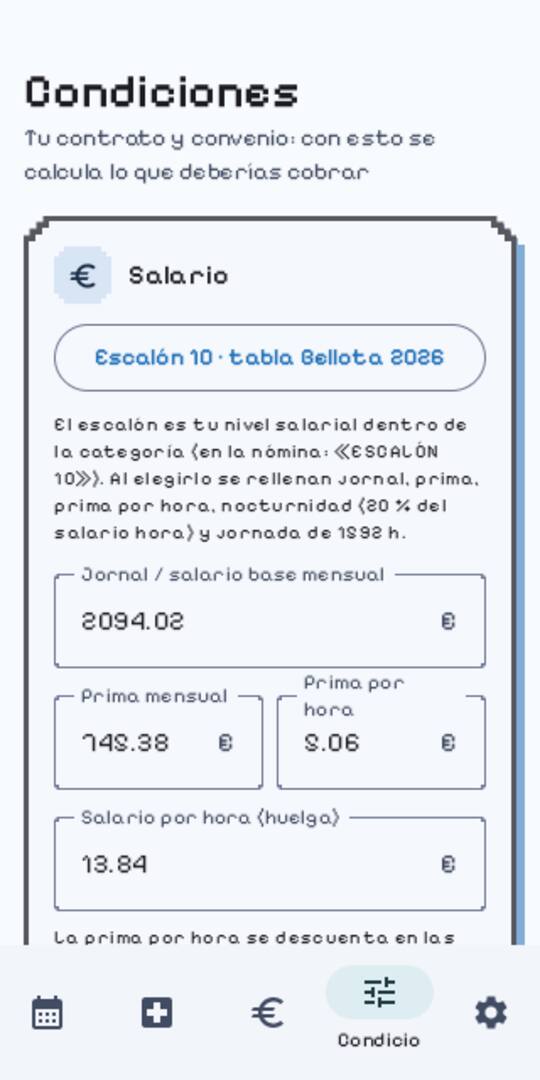 Condiciones
Tu contrato y convenio: con esto se
calcula lo que deberías cobrar
€ Salario
Escalón 10 · tabla Bellota 2026
El escalón es tu nivel salarial dentro de
la categoría (en la nómina: «ESCALÓN
10»). Al elegirlo se rellenan jornal, prima,
prima por hora, nocturnidad (20 % del
salario hora) y jornada de 1592 h.
Jornal / salario base mensual
2094.02 €
Prima mensual
745.38 €
Prima por
hora
5.06 €
Salario por hora (huelga)
13.84 €
La prima por hora se descuenta en las
€
Condicio